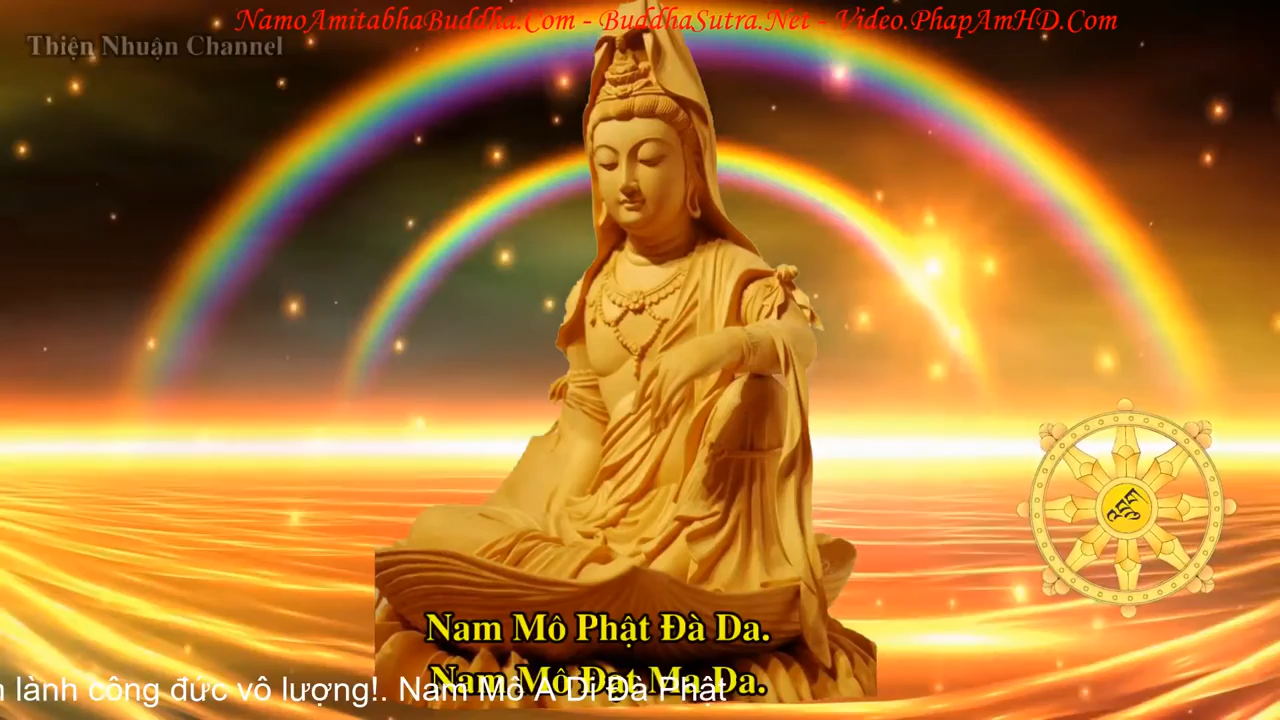 NamoAmitabhaBuddha.Com - BuddhaSutra.Net - Video.PhapAmHD.Com
Thiện Nhuận Channel
Nam Mô Phật Đà Da.
Nam Mô Đạt Ma Da.
lành công đức vô lượng!. Nam Mô A Di Đà Phật